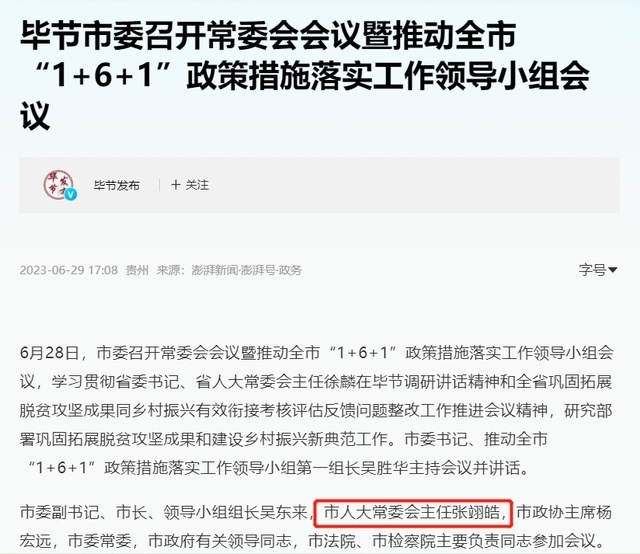 毕节市委召开常委会会议暨推动全市
“1+6+1”政策措施落实工作领导小组会
议
毕节发布
毕节发布 + 关注
2023-06-29 17:08 贵州 来源：澎湃新闻·澎湃号·政务 字号
6月28日，市委召开常委会会议暨推动全市“1+6+1”政策措施落实工作领导小组会
议，学习贯彻省委书记、省人大常委会主任徐麟在毕节调研讲话精神和全省巩固拓展
脱贫攻坚成果同乡村振兴有效衔接考核评估反馈问题整改工作推进会议精神，研究部
署巩固拓展脱贫攻坚成果和建设乡村振兴新典范工作。市委书记、推动全市
“1+6+1”政策措施落实工作领导小组第一组长吴胜华主持会议并讲话。
市委副书记、市长、领导小组组长吴东来，市人大常委会主任张翊皓，市政协主席杨
宏远，市委常委，市政府有关领导同志，市法院、市检察院主要负责同志参加会议。